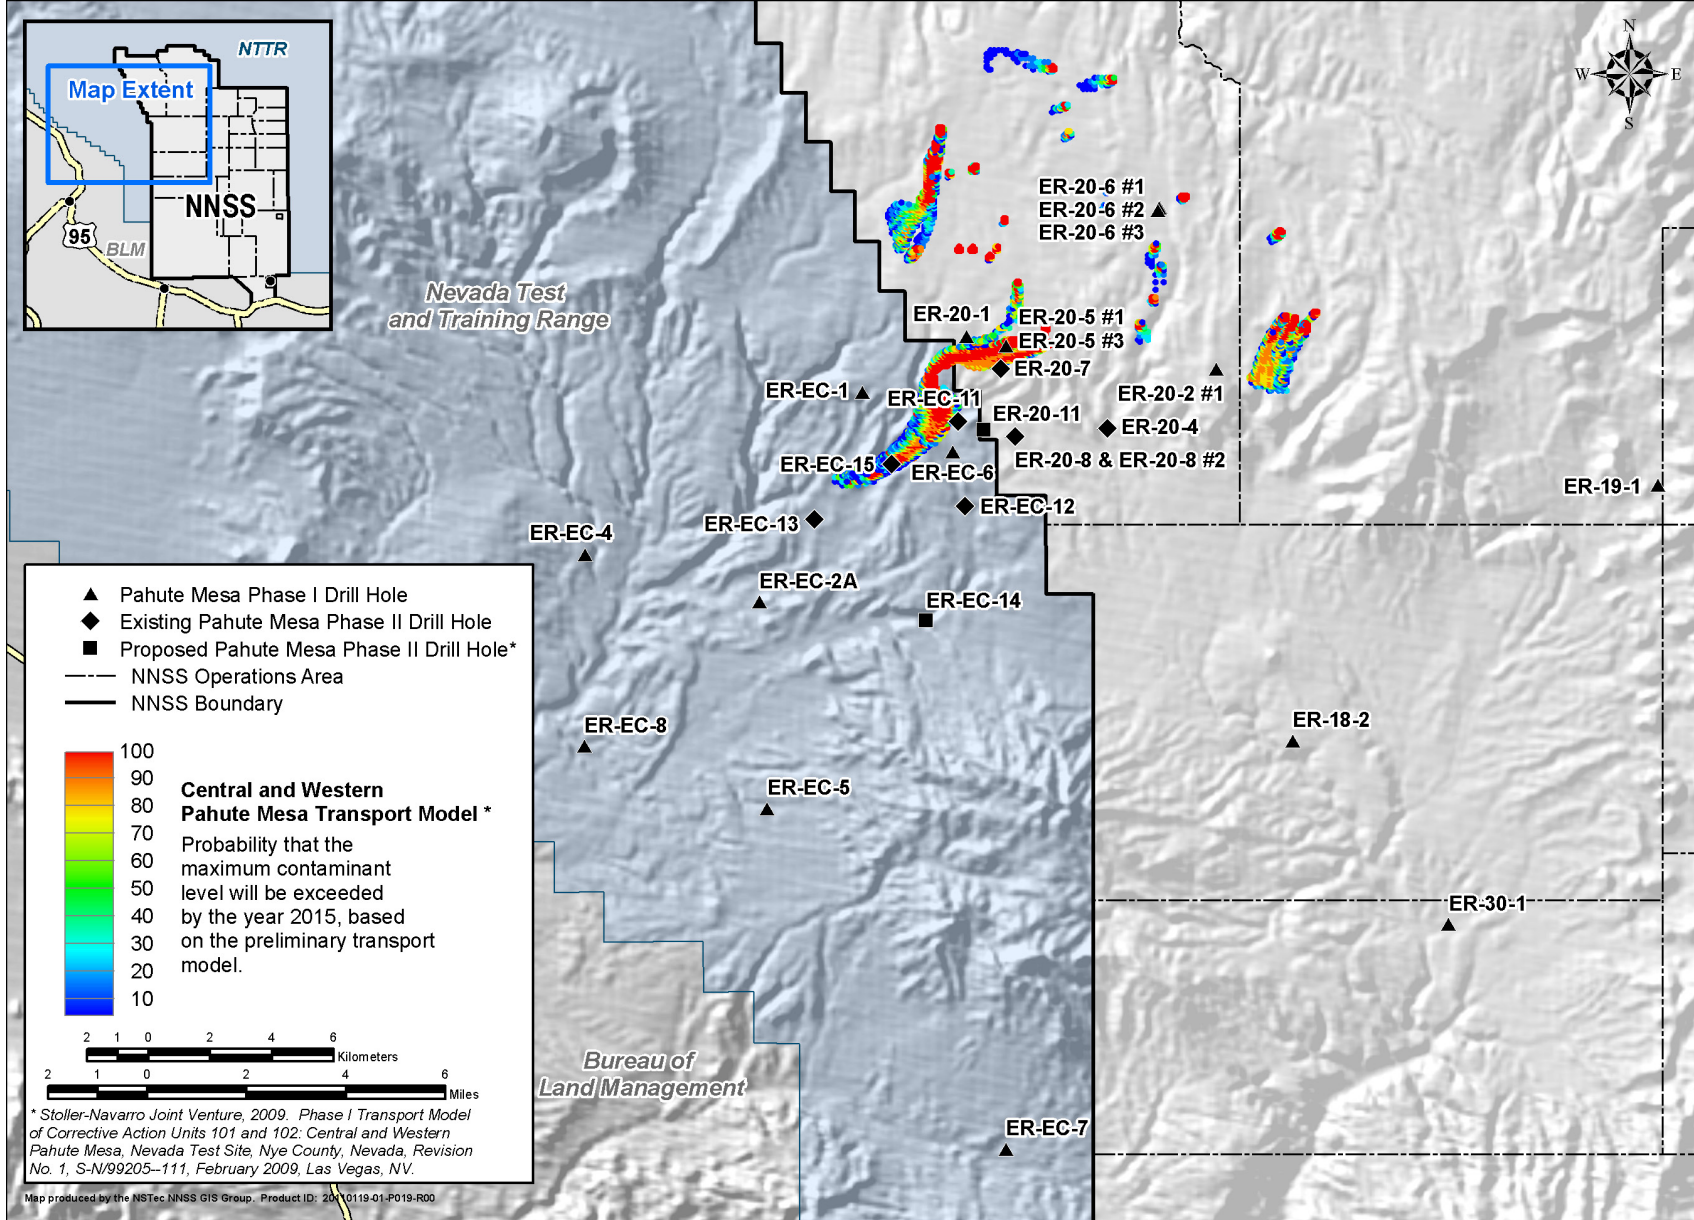 NTTR
Map Extent
NNSS
95
BLM
N
W
E
S
Nevada Test
and Training Range
ER-20-6 #1
ER-20-6 #2
ER-20-6 #3
ER-20-1
ER-20-5 #1
ER-20-5 #3
ER-20-7
ER-EC-1
ER-EC-11
ER-20-2 #1
ER-20-11
ER-20-4
ER-20-8 & ER-20-8 #2
ER-EC-15
ER-EC-6
ER-19-1
ER-EC-12
ER-EC-13
ER-EC-4
ER-EC-2A
ER-EC-14
ER-EC-8
ER-18-2
ER-EC-5
ER-30-1
Bureau of
Land Management
ER-EC-7
Pahute Mesa Phase I Drill Hole
Existing Pahute Mesa Phase II Drill Hole
Proposed Pahute Mesa Phase II Drill Hole*
NNSS Operations Area
NNSS Boundary
100
90
80
70
60
50
40
30
20
10
Central and Western
Pahute Mesa Transport Model *
Probability that the
maximum contaminant
level will be exceeded
by the year 2015, based
on the preliminary transport
model.
2 1 0 2 4 6
Kilometers
2 1 0 2 4 6
Miles
* Stoller-Navarro Joint Venture, 2009. Phase I Transport Model
of Corrective Action Units 101 and 102: Central and Western
Pahute Mesa, Nevada Test Site, Nye County, Nevada, Revision
No. 1, S-N/99205--111, February 2009, Las Vegas, NV.
Map produced by the NSTec NNSS GIS Group. Product ID: 20110119-01-P019-R00